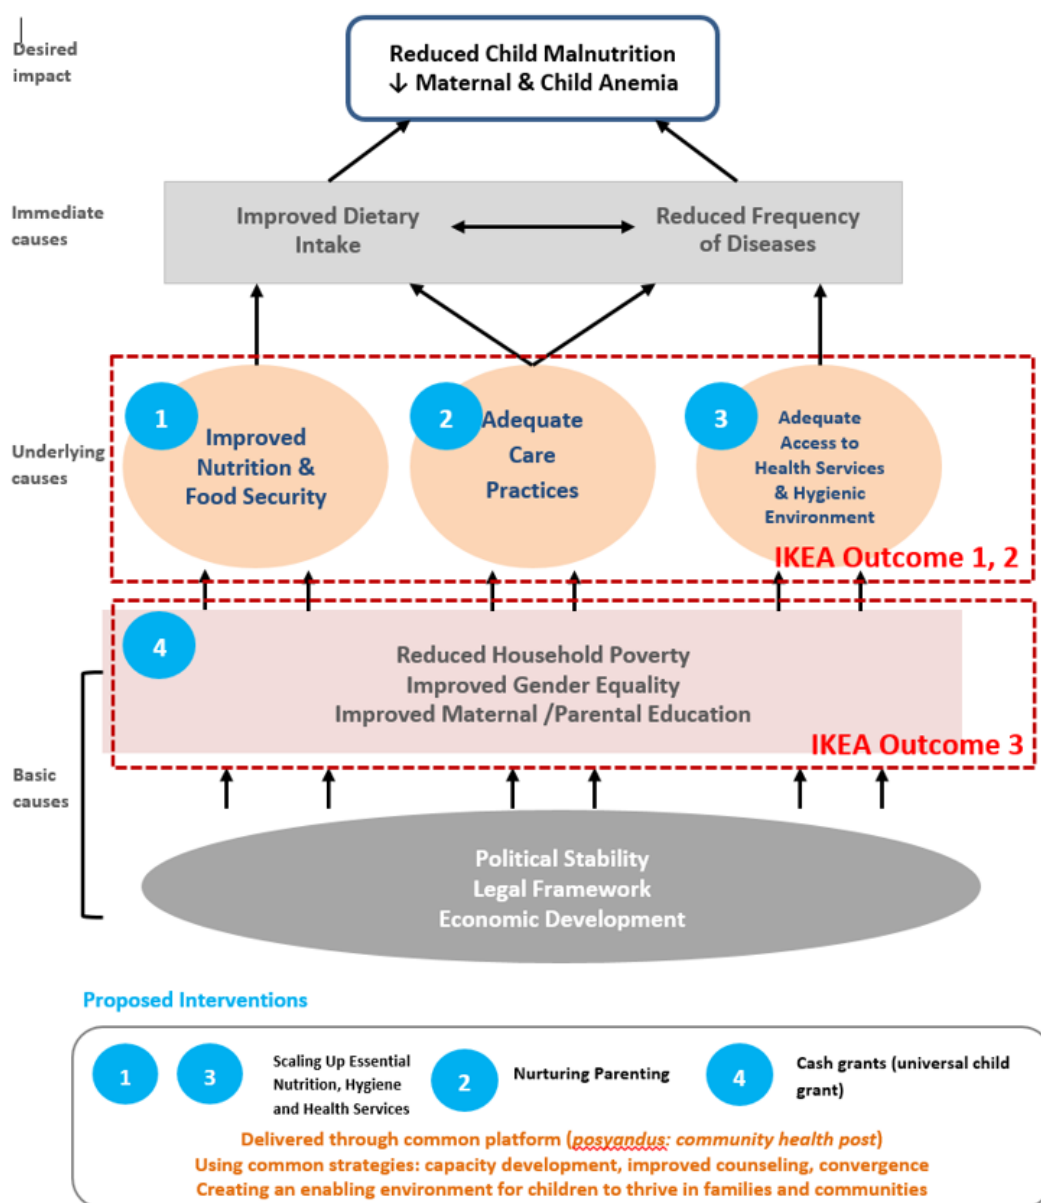 Desired
impact
Reduced Child Malnutrition
↓ Maternal & Child Anemia
Immediate
causes
Improved Dietary
Intake
Reduced Frequency
of Diseases
Underlying
causes
1
Improved
Nutrition &
Food Security
2
Adequate
Care
Practices
3
Adequate
Access to
Health Services
& Hygienic
Environment
IKEA Outcome 1, 2
4
Reduced Household Poverty
Improved Gender Equality
Improved Maternal /Parental Education
IKEA Outcome 3
Basic
causes
Political Stability
Legal Framework
Economic Development
Proposed Interventions
1
3
Scaling Up Essential
Nutrition, Hygiene
and Health Services
2
Nurturing Parenting
4
Cash grants (universal child
grant)
Delivered through common platform (posyandus: community health post)
Using common strategies: capacity development, improved counseling, convergence
Creating an enabling environment for children to thrive in families and communities